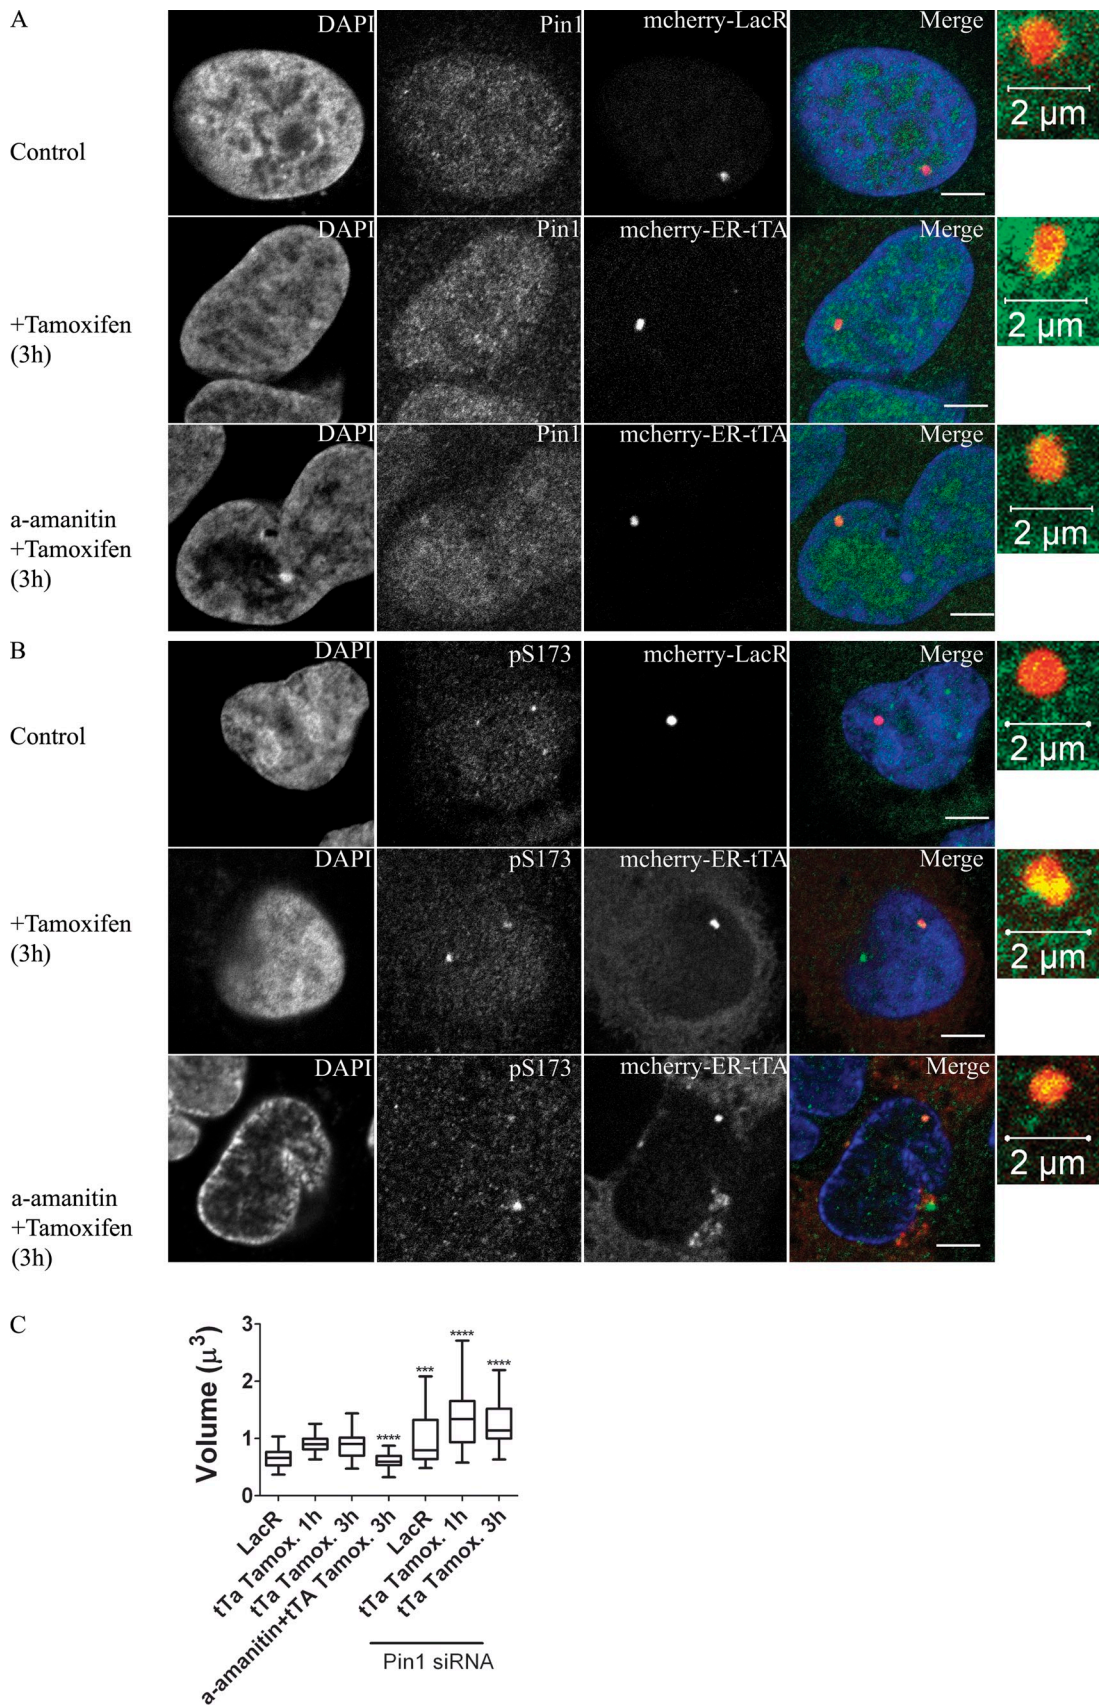 A
DAPI Pin1 mcherry-LacR Merge
2 µm
Control
DAPI Pin1 mcherry-ER-tTA Merge
+Tamoxifen
(3h)
2 µm
DAPI Pin1 mcherry-ER-tTA Merge
a-amanitin
+Tamoxifen
(3h)
2 µm
B
DAPI pS173 mcherry-LacR Merge
Control
2 µm
DAPI pS173 mcherry-ER-tTA Merge
+Tamoxifen
(3h)
2 µm
DAPI pS173 mcherry-ER-tTA Merge
2 µm
a-amanitin
+Tamoxifen
(3h)
C
Volume (µ³)
3
2
1
0
****
***
****
****
LacR
tTa Tamox. 1h
tTa Tamox. 3h
a-amanitin+tTA Tamox. 3h
LacR
tTa Tamox. 1h
tTa Tamox. 3h
Pin1 siRNA